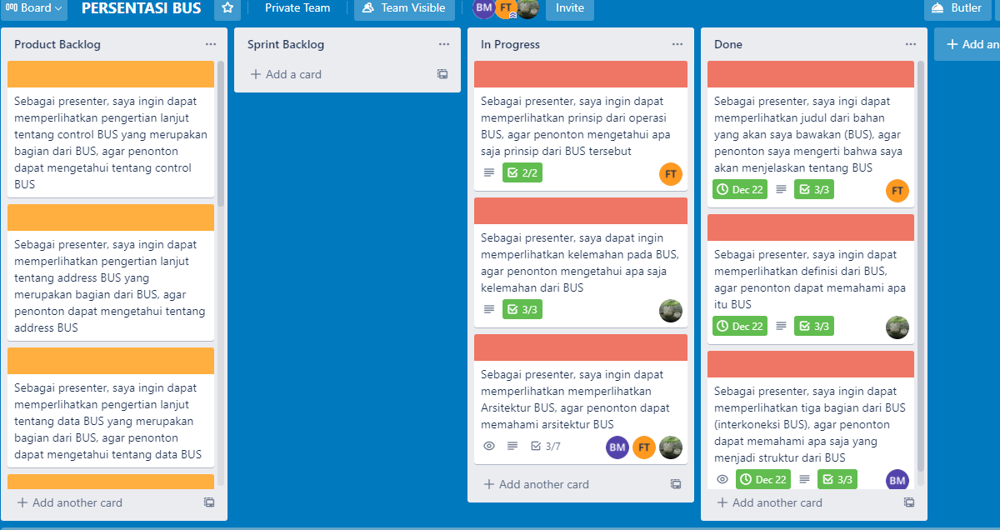 Board
PERSENTASI BUS
Private Team
Team Visible
BM
FT
Invite
Butler
Product Backlog
Sebagai presenter, saya ingin dapat
memperlihatkan pengertian lanjut
tentang control BUS yang merupakan
bagian dari BUS, agar penonton
dapat mengetahui tentang control
BUS
Sebagai presenter, saya ingin dapat
memperlihatkan pengertian lanjut
tentang address BUS yang
merupakan bagian dari BUS, agar
penonton dapat mengetahui tentang
address BUS
Sebagai presenter, saya ingin dapat
memperlihatkan pengertian lanjut
tentang data BUS yang merupakan
bagian dari BUS, agar penonton
dapat mengetahui tentang data BUS
+ Add another card
Sprint Backlog
+ Add a card
In Progress
Sebagai presenter, saya ingin dapat
memperlihatkan prinsip dari operasi
BUS, agar penonton mengetahui apa
saja prinsip dari BUS tersebut
2/2
FT
Sebagai presenter, saya dapat ingin
memperlihatkan kelemahan pada BUS,
agar penonton mengetahui apa saja
kelemahan dari BUS
3/3
Sebagai presenter, saya ingin dapat
memperlihatkan memperlihatkan
Arsitektur BUS, agar penonton dapat
memahami arsitektur BUS
3/7
BM
FT
+ Add another card
Done
Sebagai presenter, saya ingi dapat
memperlihatkan judul dari bahan
yang akan saya bawakan (BUS), agar
penonton saya mengerti bahwa saya
akan menjelaskan tentang BUS
Dec 22
3/3
FT
Sebagai presenter, saya ingin dapat
memperlihatkan definisi dari BUS,
agar penonton dapat memahami apa
itu BUS
Dec 22
3/3
Sebagai presenter, saya ingin dapat
memperlihatkan tiga bagian dari BUS
(interkoneksi BUS), agar penonton
dapat memahami apa saja yang
menjadi struktur dari BUS
Dec 22
3/3
BM
+ Add another card
+ Add an